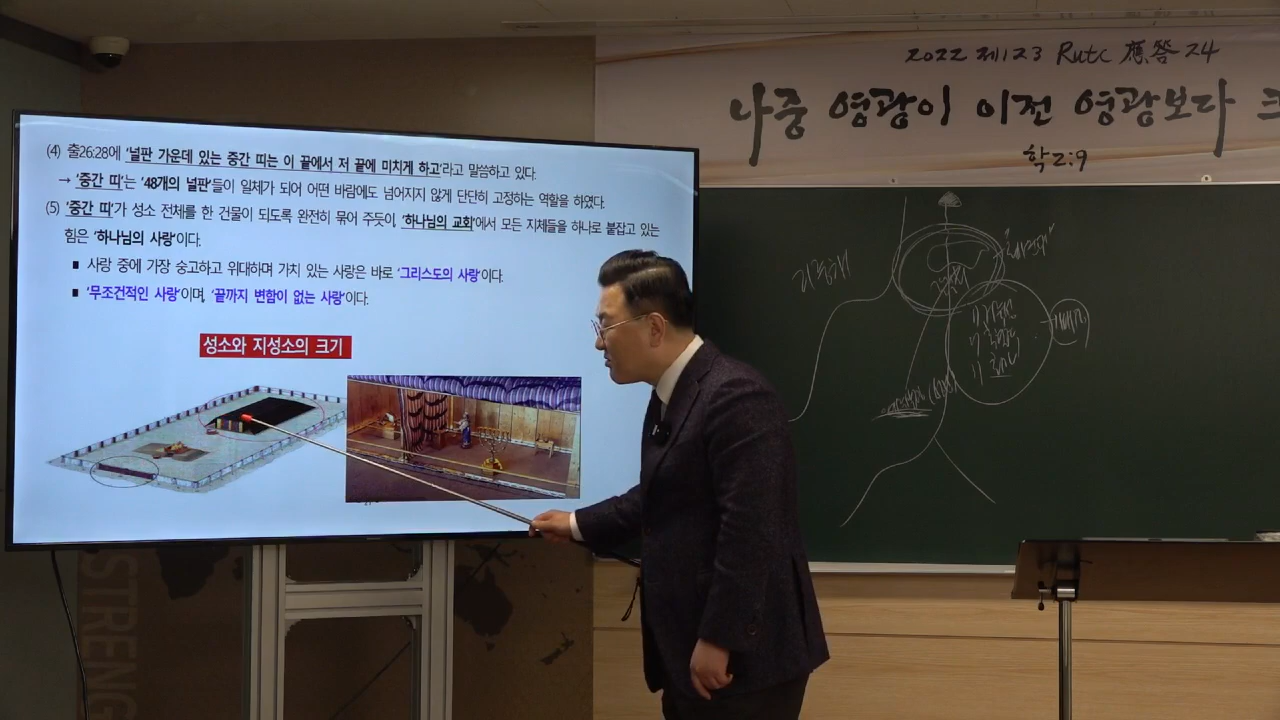 (4) 출26:28에 '널판 가운데 있는 중간 띠는 이 끝에서 저 끝에 미치게 하고'라고 말씀하고 있다.
→ '중간 띠'는 '48개의 널판'들이 일체가 되어 어떤 바람에도 넘어지지 않게 단단히 고정하는 역할을 하였다.
(5) '중간 띠'가 성소 전체를 한 건물이 되도록 완전히 묶어 주듯이, '하나님의 교회'에서 모든 지체들을 하나로 붙잡고 있는
힘은 '하나님의 사랑'이다.
▪ 사랑 중에 가장 숭고하고 위대하며 가치 있는 사랑은 바로 '그리스도의 사랑'이다.
▪ '무조건적인 사랑'이며, '끝까지 변함이 없는 사랑'이다.
성소와 지성소의 크기
2022 제123 Rutc 應答 24
나중 영광이 이전 영광보다
학2:9
지중해
STRENG